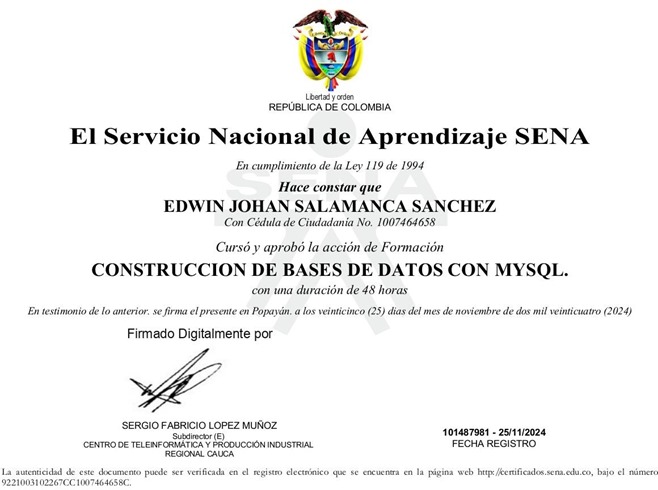 Libertad y orden
REPÚBLICA DE COLOMBIA
El Servicio Nacional de Aprendizaje SENA
En cumplimiento de la Ley 119 de 1994
Hace constar que
EDWIN JOHAN SALAMANCA SANCHEZ
Con Cédula de Ciudadanía No. 1007464658
Cursó y aprobó la acción de Formación
CONSTRUCCION DE BASES DE DATOS CON MYSQL.
con una duración de 48 horas
En testimonio de lo anterior. se firma el presente en Popayán. a los veinticinco (25) dias del mes de noviembre de dos mil veinticuatro (2024)
Firmado Digitalmente por
SERGIO FABRICIO LOPEZ MUÑOZ
Subdirector (E)
CENTRO DE TELEINFORMÁTICA Y PRODUCCIÓN INDUSTRIAL
REGIONAL CAUCA
101487981 - 25/11/2024
FECHA REGISTRO
La autenticidad de este documento puede ser verificada en el registro electrónico que se encuentra en la página web http://certificados.sena.edu.co, bajo el número
9221003102267CC1007464658C.
SENA